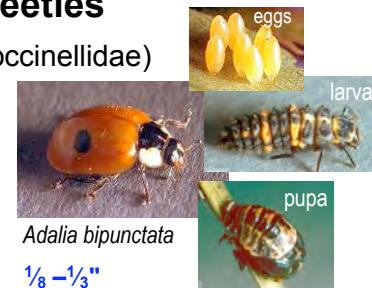 eetles
occinellidae)
eggs
larva
pupa
Adalia bipunctata
⅛ –⅓"